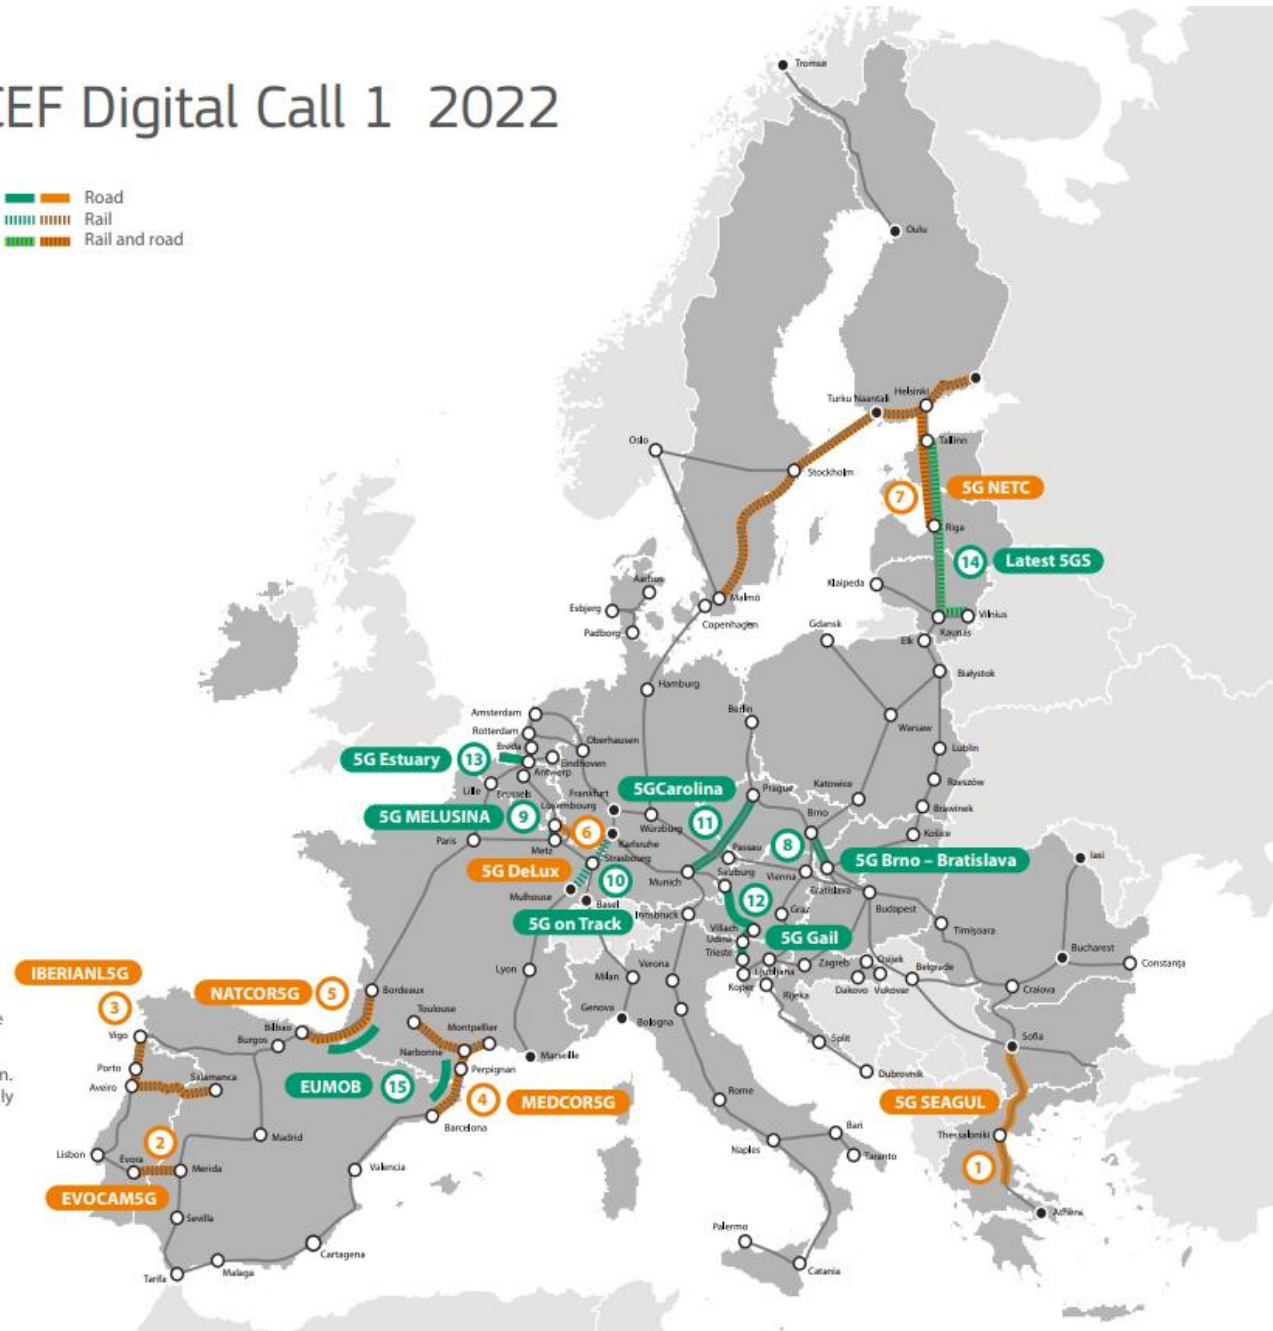 CEF Digital Call 1 2022
Road
Rail
Rail and road
Tromsø
Oulu
Helsinki
Turku Naantali
Tallinn
Oslo
Stockholm
7
5G NETC
Riga
14
Latest 5GS
Aarhus
Klaipeda
Malmö
Esbjerg
Copenhagen
Vilnius
Padborg
Gdansk
Kaunas
Elk
Białystok
Hamburg
Amsterdam
Berlin
Rotterdam
Warsaw
Breda
Oberhausen
Lublin
5G Estuary
13
Eindhoven
Antwerp
5GCarolina
Prague
Katowice
Rzeszów
Lille
Brussels
Frankfurt
Luxembourg
Brno
Brawinek
5G MELUSINA
9
6
Würzburg
11
Košice
Paris
Karlsruhe
Metz
Passau
8
Iasi
Strasbourg
5G Brno – Bratislava
5G DeLux
10
Munich
Salzburg
Vienna
Bratislava
Mulhouse
Basel
12
Budapest
5G on Track
Innsbruck
Graz
Villach
5G Gail
Timişoara
Udine
Trieste
Bucharest
IBERIANL5G
Lyon
Milan
Verona
Ljubljana
Zagreb
Osijek
Belgrade
Constanţa
NATCOR5G
5
Bordeaux
Koper
Rijeka
Dakovo
Vukovar
Craiova
3
Toulouse
Genova
Bologna
e
Vigo
Bilbao
Montpellier
Split
Sofia
Burgos
Narbonne
Marseille
Porto
Perpignan
Dubrovnik
n.
Aveiro
Salamanca
EUMOB
15
ly
4
MEDCOR5G
Rome
5G SEAGUL
Barcelona
Bari
Thessaloniki
2
Madrid
Naples
Taranto
Lisbon
Evora
Merida
Valencia
1
EVOCAM5G
Sevilla
Athens
Palermo
Cartagena
Malaga
Catania
Tarifa